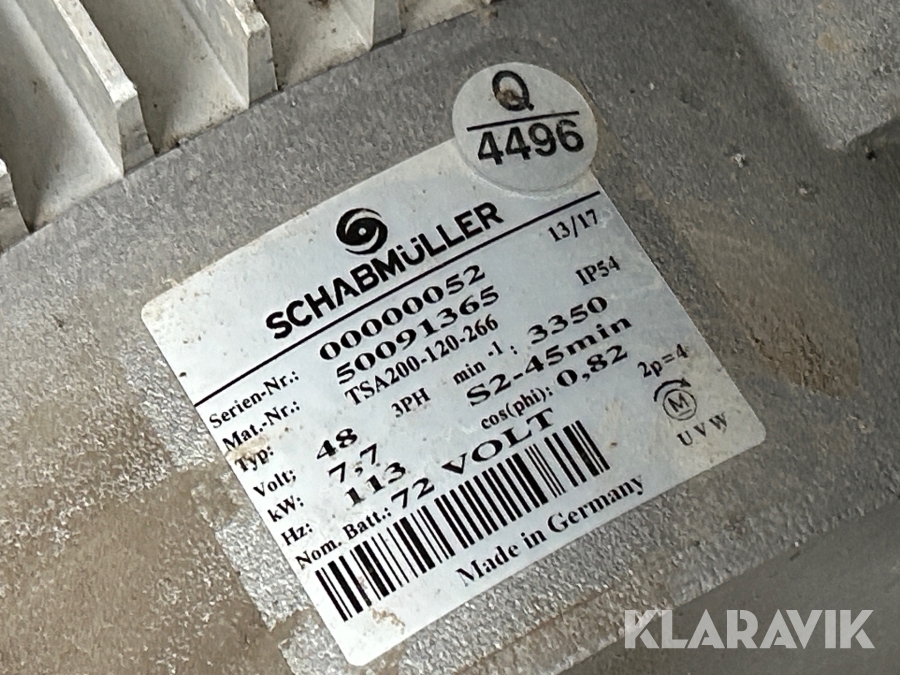 Q
4496
SCHABMÜLLER
13/17
Serien-Nr.: 00000052
IP54
Mat.-Nr.: 50091365
Typ: TSA200-120-266
Volt: 48 3PH min -1: 3350
kW: 7,7 S2-45min
Hz: 113 cos(phi): 0,82 2p=4
Nom. Batt.: 72 VOLT
M
UVW
Made in Germany
KLARAVIK